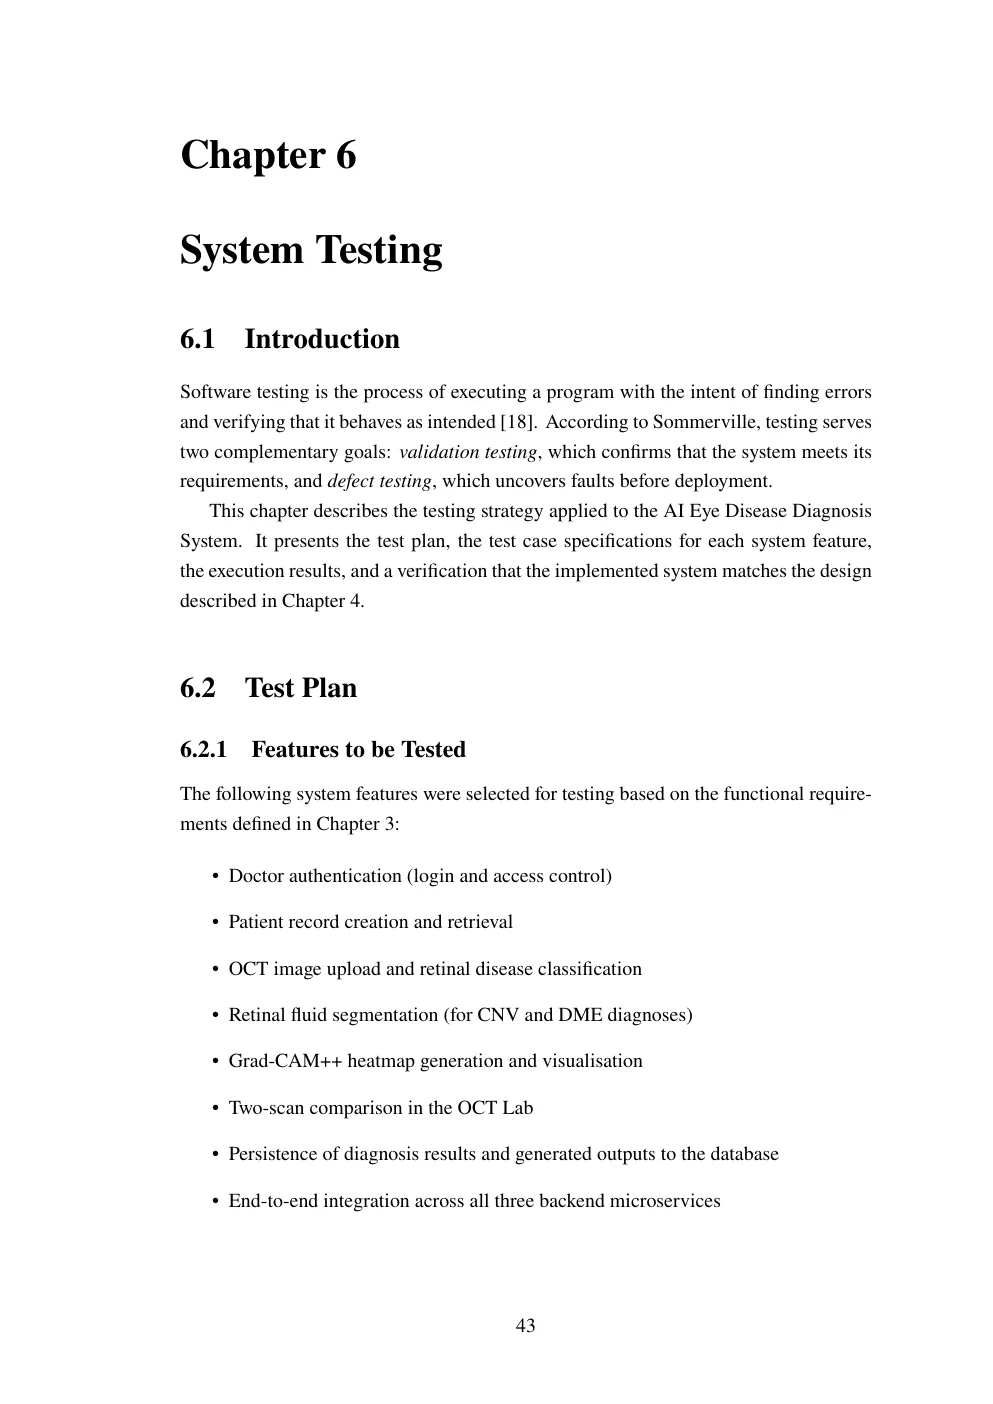 Chapter 6
System Testing
6.1 Introduction
Software testing is the process of executing a program with the intent of finding errors
and verifying that it behaves as intended [18]. According to Sommerville, testing serves
two complementary goals: validation testing, which confirms that the system meets its
requirements, and defect testing, which uncovers faults before deployment.
This chapter describes the testing strategy applied to the AI Eye Disease Diagnosis
System. It presents the test plan, the test case specifications for each system feature,
the execution results, and a verification that the implemented system matches the design
described in Chapter 4.
6.2 Test Plan
6.2.1 Features to be Tested
The following system features were selected for testing based on the functional require-
ments defined in Chapter 3:
• Doctor authentication (login and access control)
• Patient record creation and retrieval
• OCT image upload and retinal disease classification
• Retinal fluid segmentation (for CNV and DME diagnoses)
• Grad-CAM++ heatmap generation and visualisation
• Two-scan comparison in the OCT Lab
• Persistence of diagnosis results and generated outputs to the database
• End-to-end integration across all three backend microservices
43